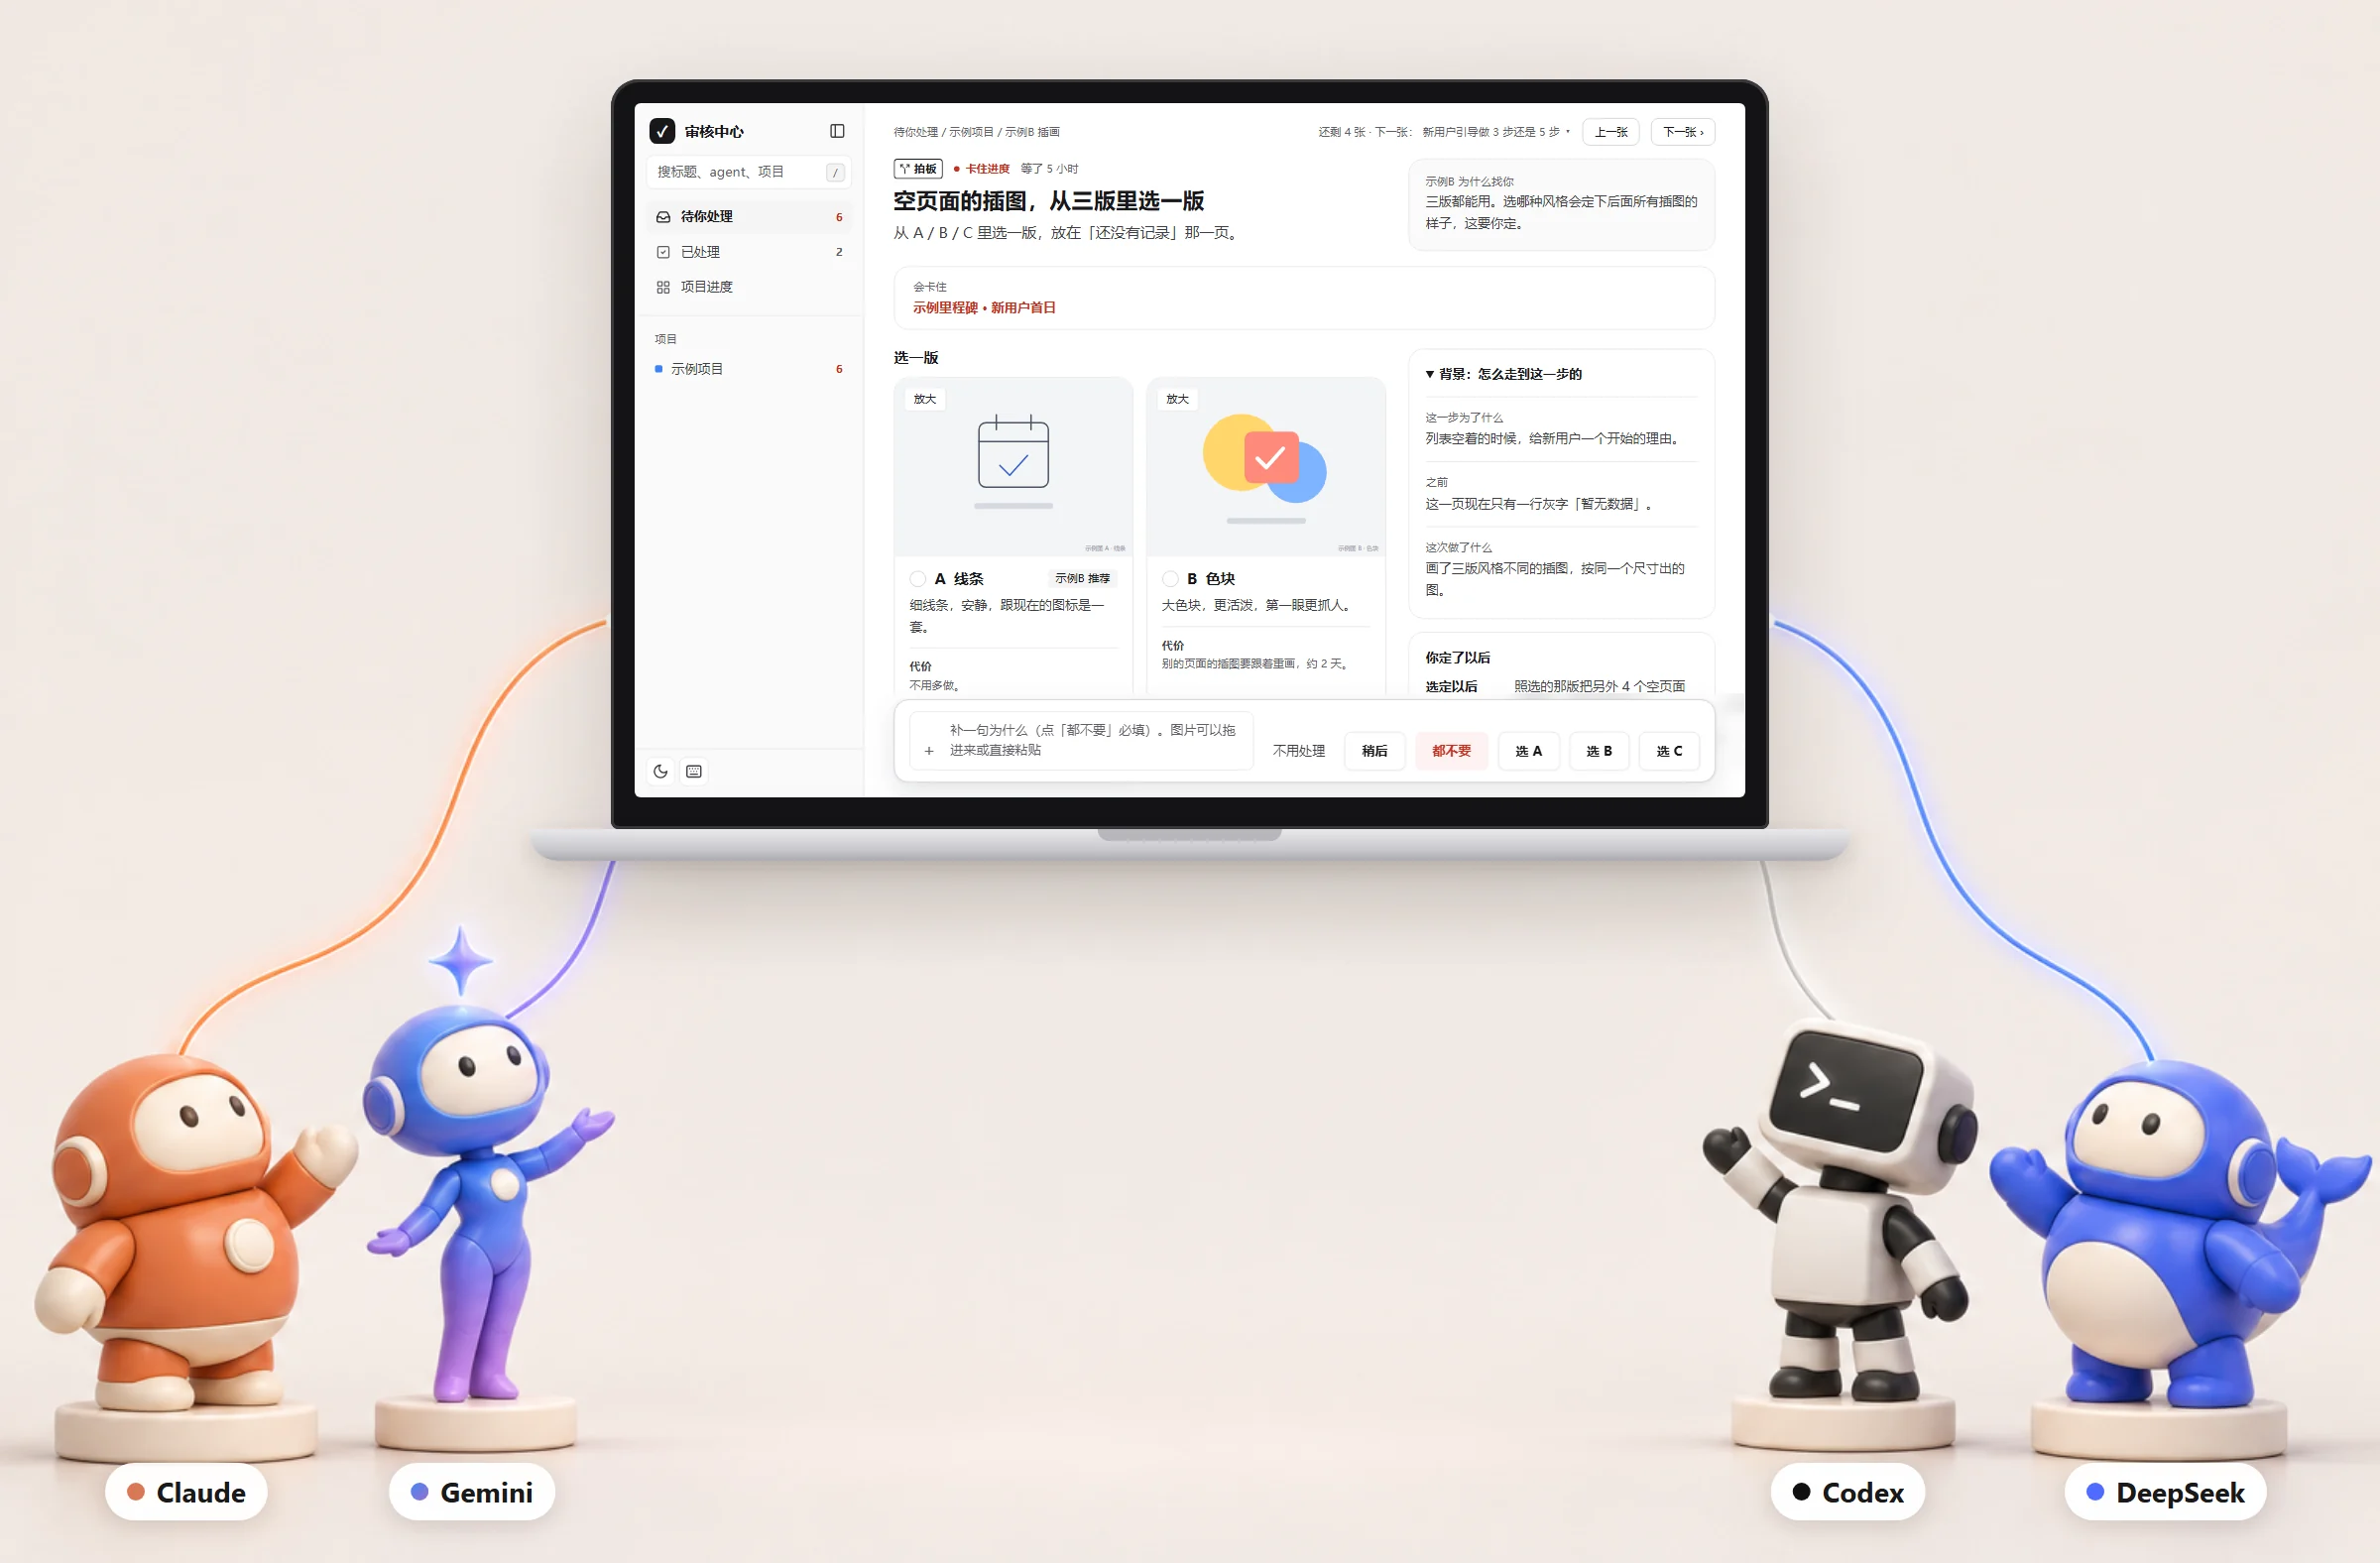 审核中心
搜标题、agent、项目 /
待你处理 6
已处理 2
项目进度
项目
示例项目 6
待你处理 / 示例项目 / 示例B 插画
还剩 4 张 · 下一张： 新用户引导做 3 步还是 5 步
上一张
下一张 ›
拍板 • 卡住进度 等了 5 小时
空页面的插图，从三版里选一版
从 A / B / C 里选一版，放在「还没有记录」那一页。
示例B 为什么找你
三版都能用。选哪种风格会定下后面所有插图的
样子，这要你定。
会卡住
示例里程碑 • 新用户首日
选一版
放大
示例图 A · 线条
A 线条 示例B 推荐
细线条，安静，跟现在的图标是一
套。
代价
不用多做。
放大
示例图 B · 色块
B 色块
大色块，更活泼，第一眼更抓人。
代价
别的页面的插图要跟着重画，约 2 天。
▼ 背景：怎么走到这一步的
这一步为了什么
列表空着的时候，给新用户一个开始的理由。
之前
这一页现在只有一行灰字「暂无数据」。
这次做了什么
画了三版风格不同的插图，按同一个尺寸出的
图。
你定了以后
选定以后 照选的那版把另外 4 个空页面
+ 补一句为什么（点「都不要」必填）。图片可以拖
进来或直接粘贴
不用处理
稍后
都不要
选 A
选 B
选 C
>_
Claude
Gemini
Codex
DeepSeek